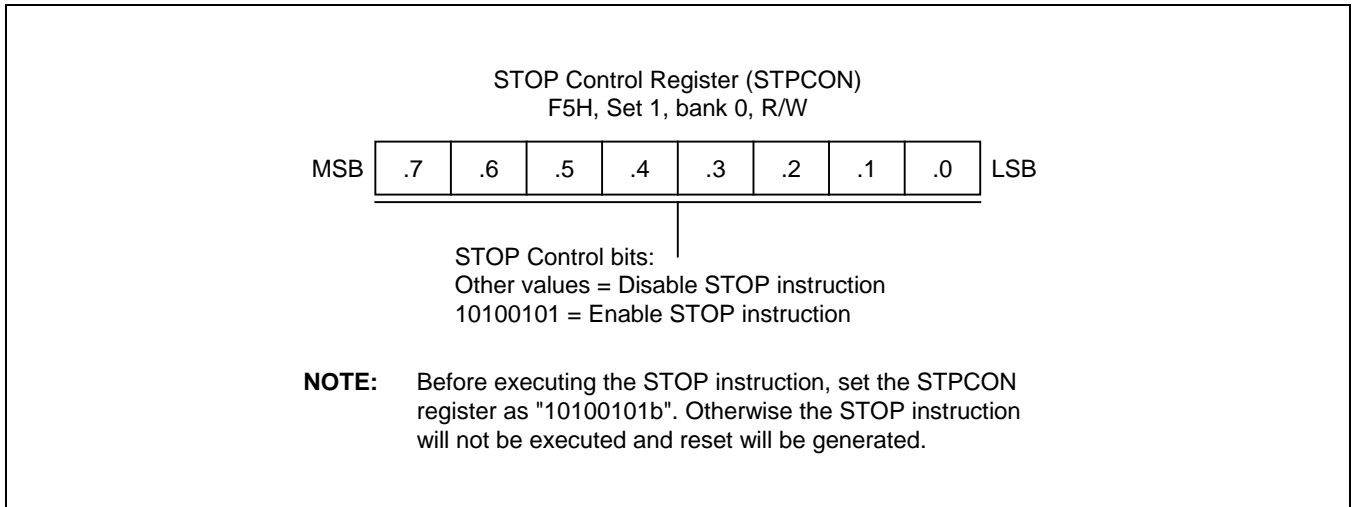 STOP Control Register (STPCON)
F5H, Set 1, bank 0, R/W
MSB .7 .6 .5 .4 .3 .2 .1 .0 LSB
STOP Control bits:
Other values = Disable STOP instruction
10100101 = Enable STOP instruction
NOTE: Before executing the STOP instruction, set the STPCON
register as "10100101b". Otherwise the STOP instruction
will not be executed and reset will be generated.